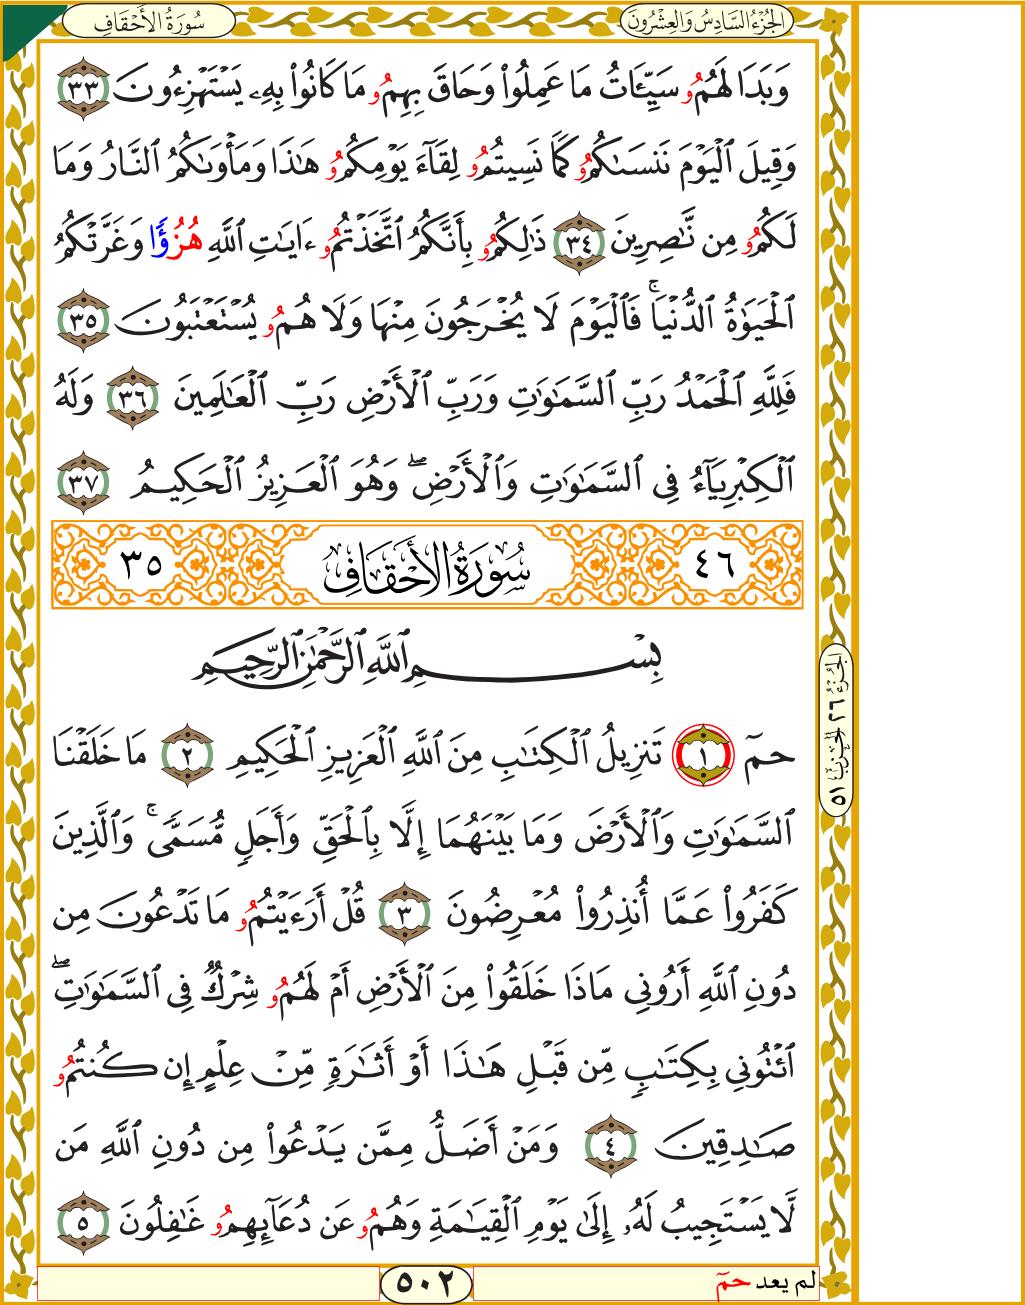 سُورَةُ الأَحْقَافِ
الجُزْءُ السَّادِسُ وَالعِشْرُونَ
وَبَدَا لَهُمُو سَيِّـَٔاتُ مَا عَمِلُوا۟ وَحَاقَ بِهِمُو مَا كَانُوا۟ بِهِۦ يَسْتَهْزِءُونَ ٣٣
وَقِيلَ ٱلْيَوْمَ نَنسَىٰكُمُو كَمَا نَسِيتُمُو لِقَآءَ يَوْمِكُمُو هَٰذَا وَمَأْوَىٰكُمُ ٱلنَّارُ وَمَا
لَكُمُو مِن نَّٰصِرِينَ ٣٤ ذَٰلِكُمُو بِأَنَّكُمُ ٱتَّخَذْتُمُو ءَايَٰتِ ٱللَّهِ هُزُؤًا وَغَرَّتْكُمُ
ٱلْحَيَوٰةُ ٱلدُّنْيَا ۚ فَٱلْيَوْمَ لَا يُخْرَجُونَ مِنْهَا وَلَا هُمُو يُسْتَعْتَبُونَ ٣٥
فَلِلَّهِ ٱلْحَمْدُ رَبِّ ٱلسَّمَٰوَٰتِ وَرَبِّ ٱلْأَرْضِ رَبِّ ٱلْعَٰلَمِينَ ٣٦ وَلَهُ
ٱلْكِبْرِيَآءُ فِى ٱلسَّمَٰوَٰتِ وَٱلْأَرْضِ ۖ وَهُوَ ٱلْعَزِيزُ ٱلْحَكِيمُ ٣٧
٤٦ سُورَةُ الأَحْقَافِ ٣٥
بِسْمِ ٱللَّهِ ٱلرَّحْمَٰنِ ٱلرَّحِيمِ
حمٓ ١ تَنزِيلُ ٱلْكِتَٰبِ مِنَ ٱللَّهِ ٱلْعَزِيزِ ٱلْحَكِيمِ ٢ مَا خَلَقْنَا
ٱلسَّمَٰوَٰتِ وَٱلْأَرْضَ وَمَا بَيْنَهُمَا إِلَّا بِٱلْحَقِّ وَأَجَلٍ مُّسَمًّى ۚ وَٱلَّذِينَ
كَفَرُوا۟ عَمَّا أُنذِرُوا۟ مُعْرِضُونَ ٣ قُلْ أَرَءَيْتُمُو مَا تَدْعُونَ مِن
دُونِ ٱللَّهِ أَرُونِى مَاذَا خَلَقُوا۟ مِنَ ٱلْأَرْضِ أَمْ لَهُمُو شِرْكٌ فِى ٱلسَّمَٰوَٰتِ ۖ
ٱئْتُونِى بِكِتَٰبٍ مِّن قَبْلِ هَٰذَا أَوْ أَثَٰرَةٍ مِّنْ عِلْمٍ إِن كُنتُمُو
صَٰدِقِينَ ٤ وَمَنْ أَضَلُّ مِمَّن يَدْعُوا۟ مِن دُونِ ٱللَّهِ مَن
لَّا يَسْتَجِيبُ لَهُۥ إِلَىٰ يَوْمِ ٱلْقِيَٰمَةِ وَهُمُو عَن دُعَآئِهِمُو غَٰفِلُونَ ٥
الجُزْءُ ٢٦ الحِزْبُ ٥١
لم يعد حمٓ
٥٠٢